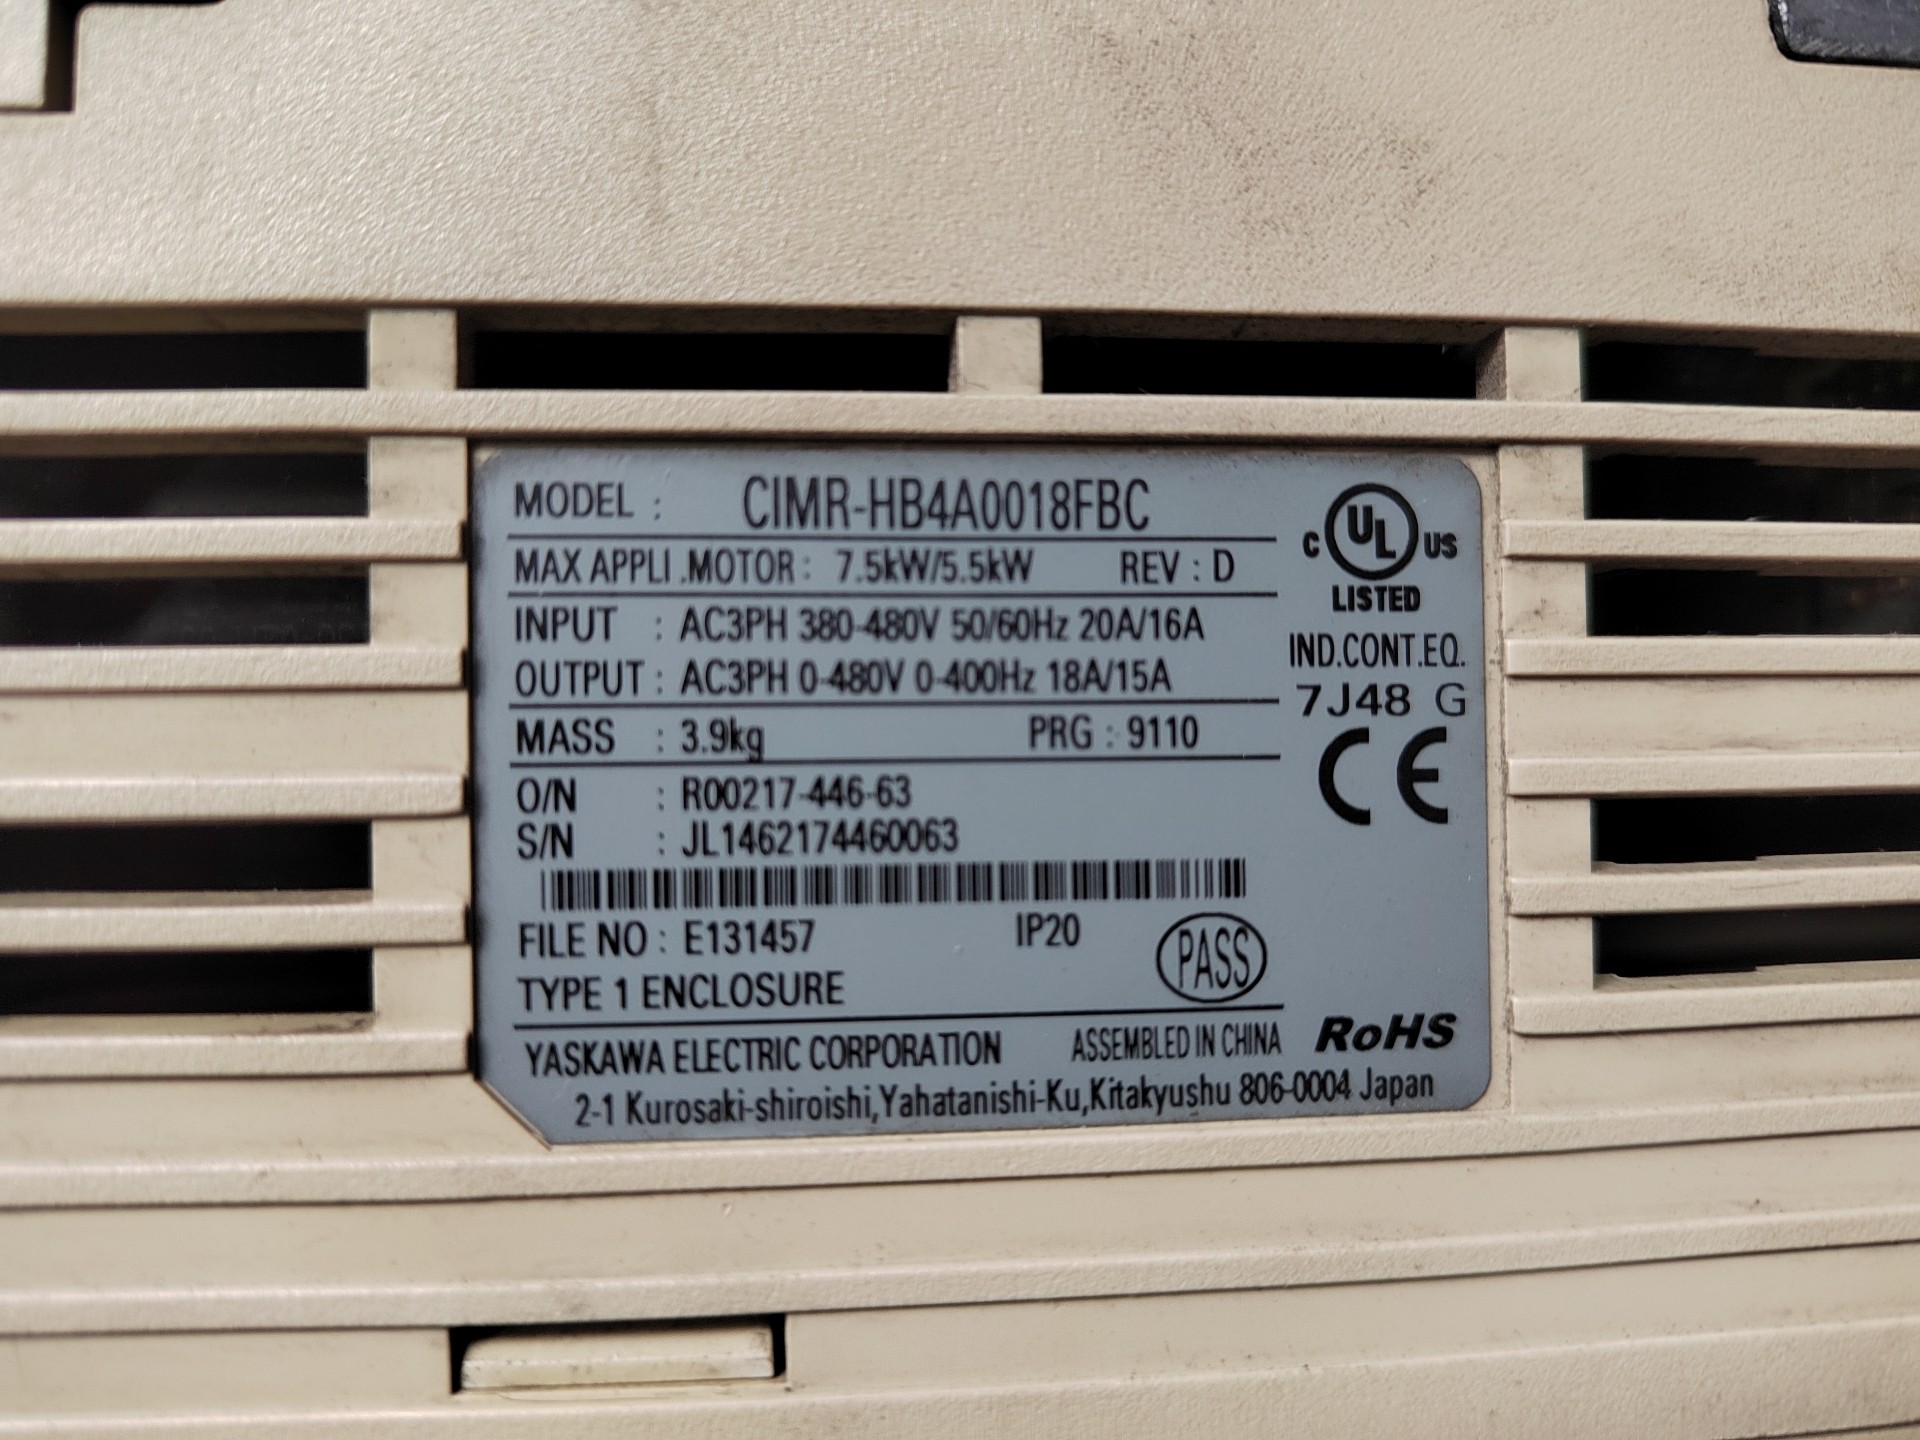 MODEL : CIMR-HB4A0018FBC
MAX APPLI .MOTOR : 7.5kW/5.5kW REV : D
INPUT : AC3PH 380-480V 50/60Hz 20A/16A
OUTPUT : AC3PH 0-480V 0-400Hz 18A/15A
MASS : 3.9kg PRG : 9110
O/N : R00217-446-63
S/N : JL1462174460063
FILE NO : E131457 IP20
TYPE 1 ENCLOSURE
PASS
YASKAWA ELECTRIC CORPORATION ASSEMBLED IN CHINA
2-1 Kurosaki-shiroishi,Yahatanishi-Ku,Kitakyushu 806-0004 Japan
C UL US
LISTED
IND.CONT.EQ.
7J48 G
CE
RoHS